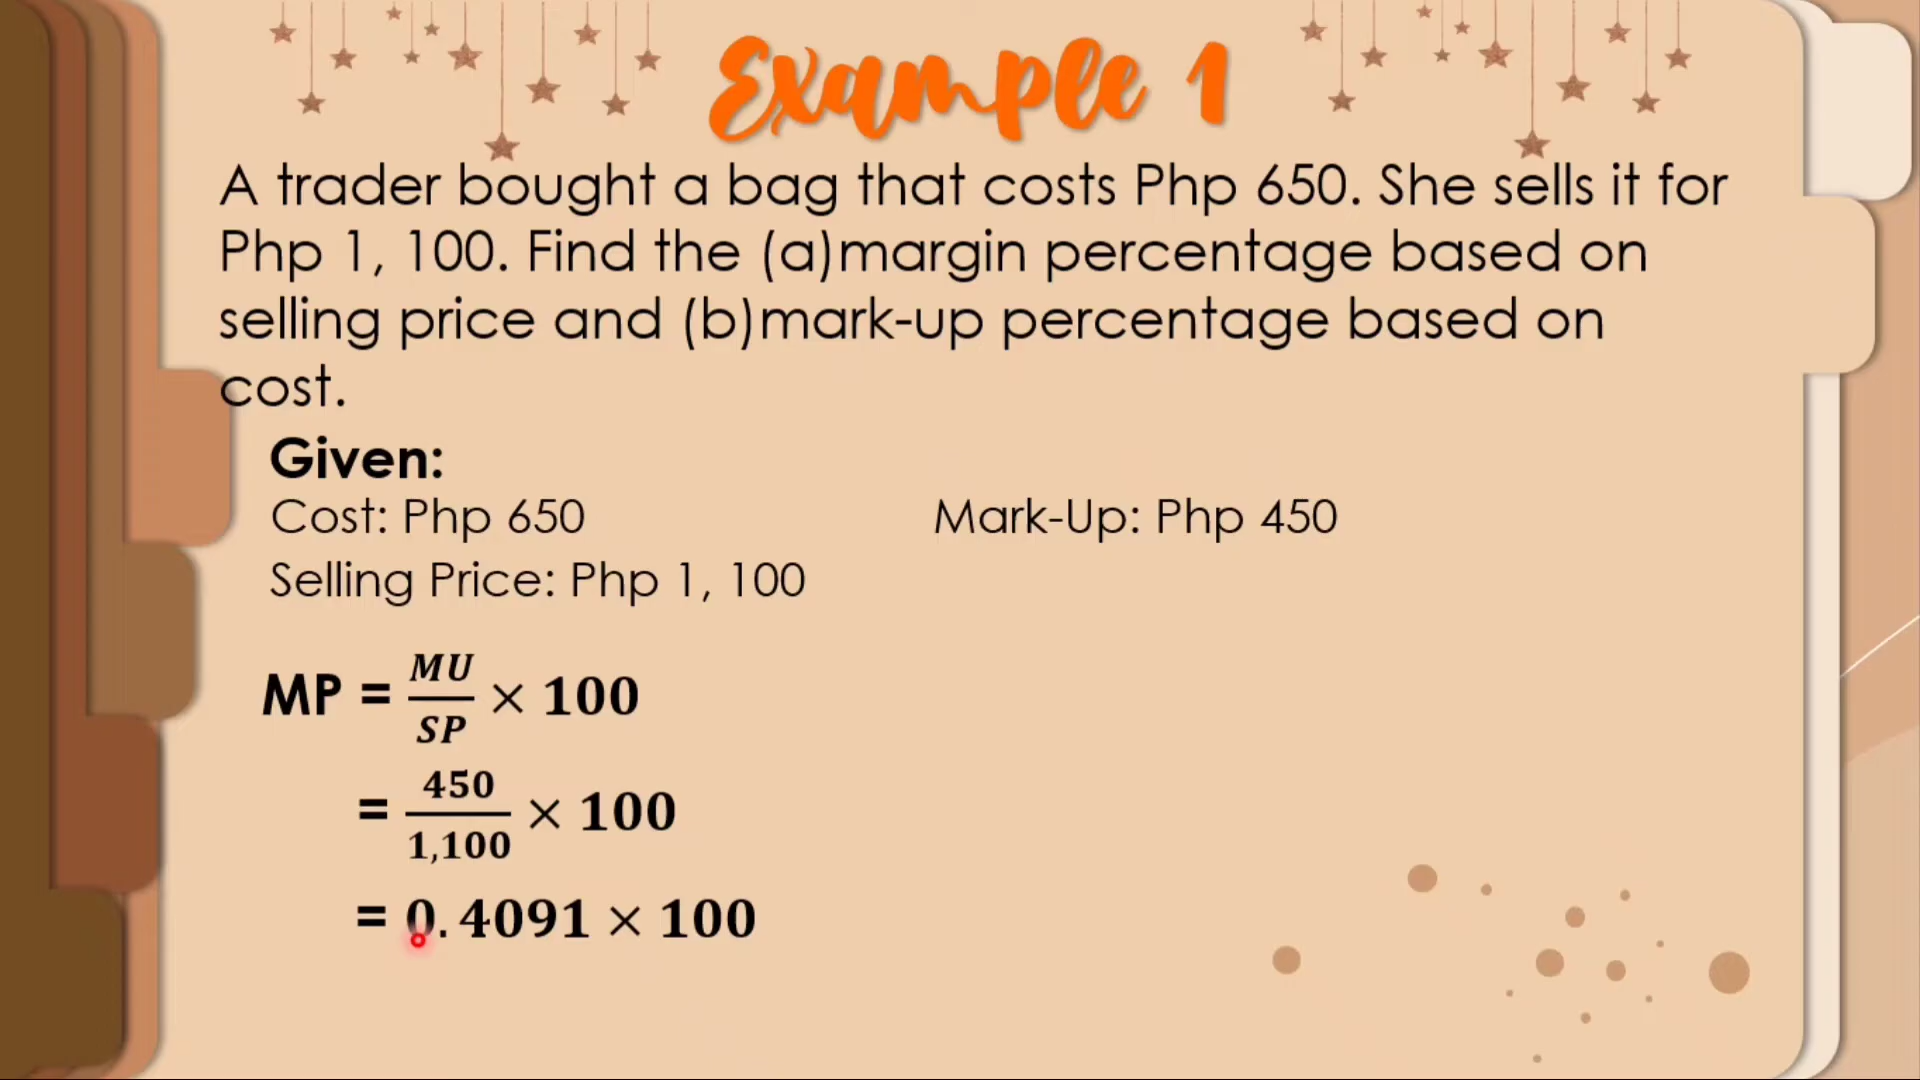 Example 1
A trader bought a bag that costs Php 650. She sells it for
Php 1, 100. Find the (a)margin percentage based on
selling price and (b)mark-up percentage based on
cost.
Given:
Cost: Php 650
Mark-Up: Php 450
Selling Price: Php 1, 100
MP = MU/SP × 100
= 450/1,100 × 100
= 0.4091 × 100